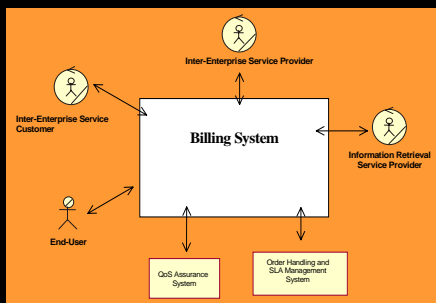 Inter-Enterprise Service Provider
Inter-Enterprise Service
Customer
Billing System
Information Retrieval
Service Provider
End-User
QoS Assurance
System
Order Handling and
SLA Management
System